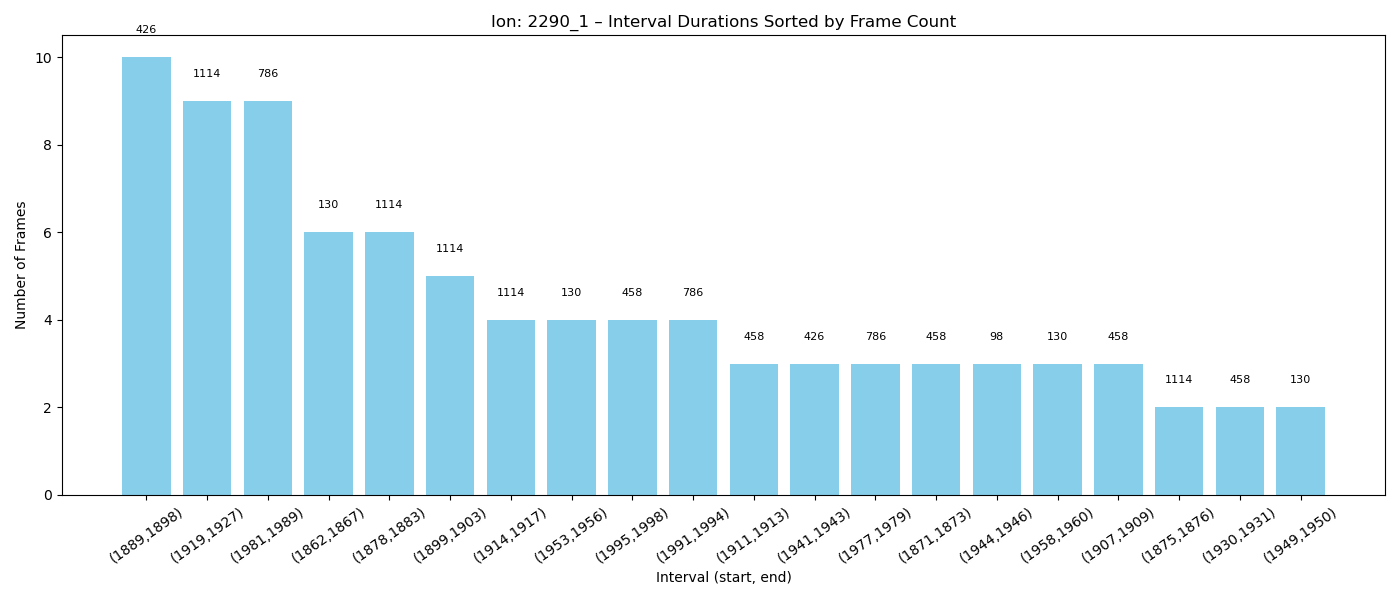 Ion: 2290_1 – Interval Durations Sorted by Frame Count
426
1114 786
130 1114
1114
1114 130 458 786
458 426 786 458 98 130 458
1114 458 130
Number of Frames
10
8
6
4
2
0
(1889,1898) (1919,1927) (1981,1989) (1862,1867) (1878,1883) (1899,1903) (1914,1917) (1953,1956) (1995,1998) (1991,1994) (1911,1913) (1941,1943) (1977,1979) (1871,1873) (1944,1946) (1958,1960) (1907,1909) (1875,1876) (1930,1931) (1949,1950)
Interval (start, end)